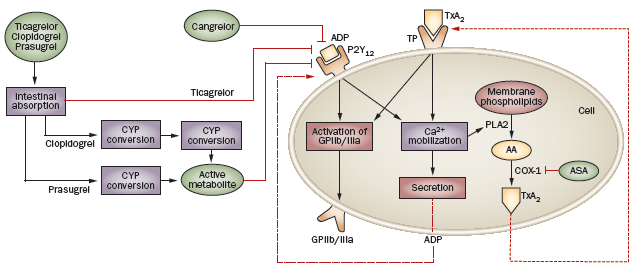 Ticagrelor
Clopidogrel
Prasugrel
Cangrelor
ADP
P2Y12
TP
TxA2
Intestinal
absorption
Ticagrelor
Clopidogrel
CYP
conversion
CYP
conversion
Prasugrel
CYP
conversion
Active
metabolite
Activation of
GPIIb/IIIa
Ca2+
mobilization
Membrane
phospholipids
PLA2
Cell
AA
COX-1
ASA
TxA2
Secretion
GPIIb/IIIa
ADP